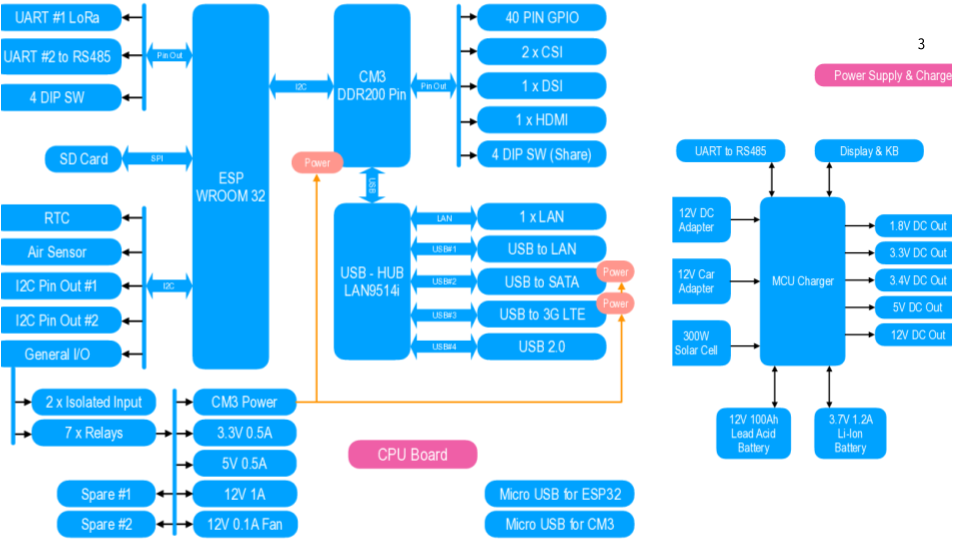 UART #1 LoRa
UART #2 to RS485
4 DIP SW
Pin Out
SD Card
SPI
RTC
Air Sensor
I2C Pin Out #1
I2C Pin Out #2
General I/O
I2C
ESP
WROOM 32
I2C
CM3
DDR200 Pin
Pin Out
40 PIN GPIO
2 x CSI
1 x DSI
1 x HDMI
4 DIP SW (Share)
Power
USB
USB - HUB
LAN9514i
LAN
USB#1
USB#2
USB#3
USB#4
1 x LAN
USB to LAN
USB to SATA
USB to 3G LTE
USB 2.0
Power
Power
2 x Isolated Input
7 x Relays
CM3 Power
3.3V 0.5A
5V 0.5A
12V 1A
12V 0.1A Fan
Spare #1
Spare #2
CPU Board
Micro USB for ESP32
Micro USB for CM3
3
Power Supply & Charge
UART to RS485
Display & KB
12V DC
Adapter
12V Car
Adapter
300W
Solar Cell
MCU Charger
1.8V DC Out
3.3V DC Out
3.4V DC Out
5V DC Out
12V DC Out
12V 100Ah
Lead Acid
Battery
3.7V 1.2A
Li-Ion
Battery